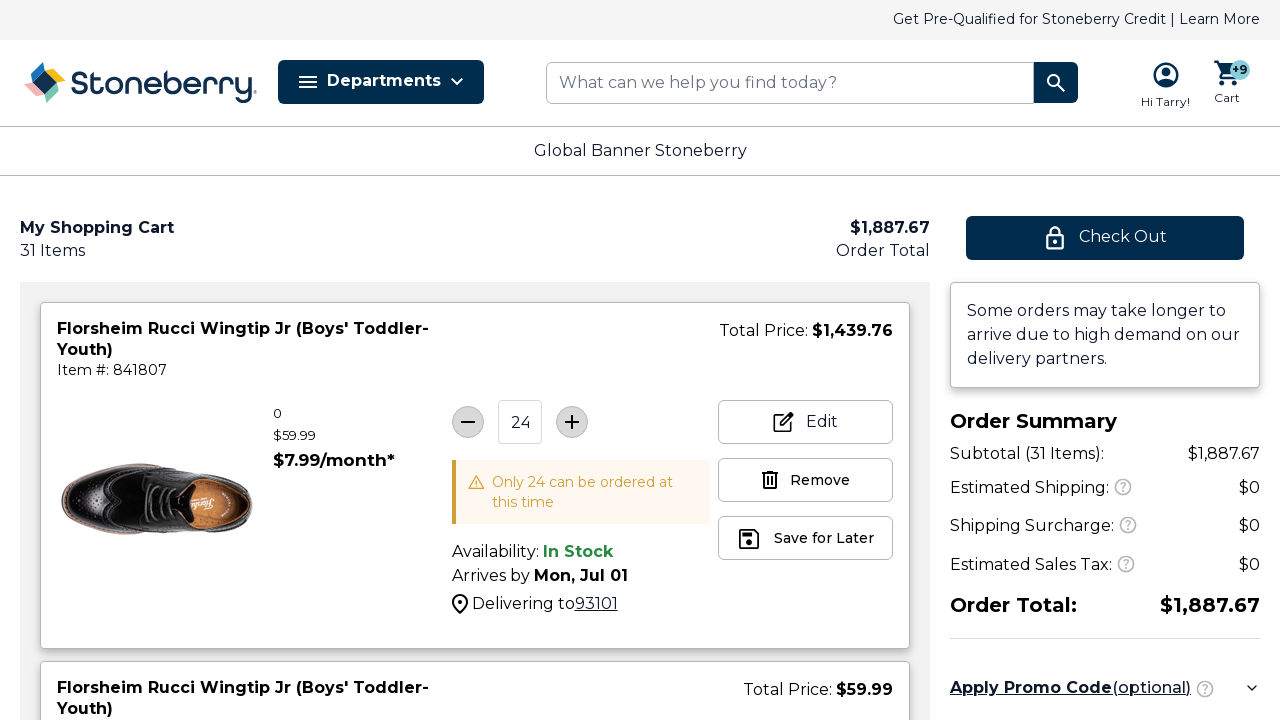 Get Pre-Qualified for Stoneberry Credit | Learn More
Stoneberry
Departments
What can we help you find today?
Hi Tarry!
+9
Cart
Global Banner Stoneberry
My Shopping Cart
31 Items
$1,887.67
Order Total
Check Out
Florsheim Rucci Wingtip Jr (Boys' Toddler-
Youth)
Item #: 841807
Total Price: $1,439.76
0
$59.99
$7.99/month*
24
Only 24 can be ordered at
this time
Availability: In Stock
Arrives by Mon, Jul 01
Delivering to93101
Edit
Remove
Save for Later
Florsheim Rucci Wingtip Jr (Boys' Toddler-
Youth)
Total Price: $59.99
Some orders may take longer to
arrive due to high demand on our
delivery partners.
Order Summary
Subtotal (31 Items): $1,887.67
Estimated Shipping: $0
Shipping Surcharge: $0
Estimated Sales Tax: $0
Order Total: $1,887.67
Apply Promo Code(optional)